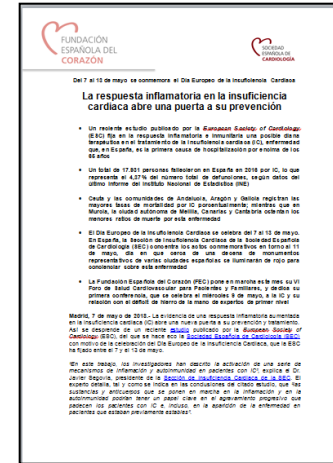 FUNDACIÓN
ESPAÑOLA DEL
CORAZÓN
SOCIEDAD
ESPAÑOLA DE
CARDIOLOGÍA
Del 7 al 13 de mayo se conmemora el Día Europeo de la Insuficiencia Cardiaca
La respuesta inflamatoria en la insuficiencia
cardiaca abre una puerta a su prevención
• Un reciente estudio publicado por la European Society of Cardiology
(ESC) fija en la respuesta inflamatoria e inmunitaria una posible diana
terapéutica en el tratamiento de la insuficiencia cardiaca (IC), enfermedad
que, en España, es la primera causa de hospitalización por encima de los
65 años
• Un total de 17.931 personas fallecieron en España en 2016 por IC, lo que
representa el 4,37% del número total de defunciones, según datos del
último informe del Instituto Nacional de Estadística (INE)
• Ceuta y las comunidades de Andalucía, Aragón y Galicia registran las
mayores tasas de mortalidad por IC porcentualmente; mientras que en
Murcia, la ciudad autónoma de Melilla, Canarias y Cantabria ostentan los
menores ratios de muerte por esta enfermedad
• El Día Europeo de la Insuficiencia Cardiaca se celebra del 7 al 13 de mayo.
En España, la Sección de Insuficiencia Cardiaca de la Sociedad Española
de Cardiología (SEC) concentra los actos conmemorativos en torno al 11
de mayo, día en que cerca de una decena de monumentos
representativos de varias ciudades españolas se iluminarán de rojo para
concienciar sobre esta enfermedad
• La Fundación Española del Corazón (FEC) pone en marcha este mes su VI
Foro de Salud Cardiovascular para Pacientes y Familiares, y dedica su
primera conferencia, que se celebra el miércoles 9 de mayo, a la IC y su
relación con el déficit de hierro de la mano de expertos de primer nivel
Madrid, 7 de mayo de 2018.- La evidencia de una respuesta inflamatoria aumentada
en la insuficiencia cardiaca (IC) abre una nueva puerta a su prevención y tratamiento.
Así se desprende de un reciente estudio publicado por la European Society of
Cardiology (ESC), del que se hace eco la Sociedad Española de Cardiología (SEC)
con motivo de la celebración del Día Europeo de la Insuficiencia Cardiaca, que la ESC
ha fijado entre el 7 y el 13 de mayo.
"En este trabajo, los investigadores han descrito la activación de una serie de
mecanismos de inflamación y autoinmunidad en pacientes con IC", explica el Dr.
Javier Segovia, presidente de la Sección de Insuficiencia Cardiaca de la SEC. El
experto detalla, tal y como se indica en las conclusiones de citado estudio, que "las
sustancias y anticuerpos que se ponen en marcha en la inflamación y en la
autoinmunidad podrían tener un papel clave en el agravamiento progresivo que
padecen los pacientes con IC e, incluso, en la aparición de la enfermedad en
pacientes que estaban previamente estables".